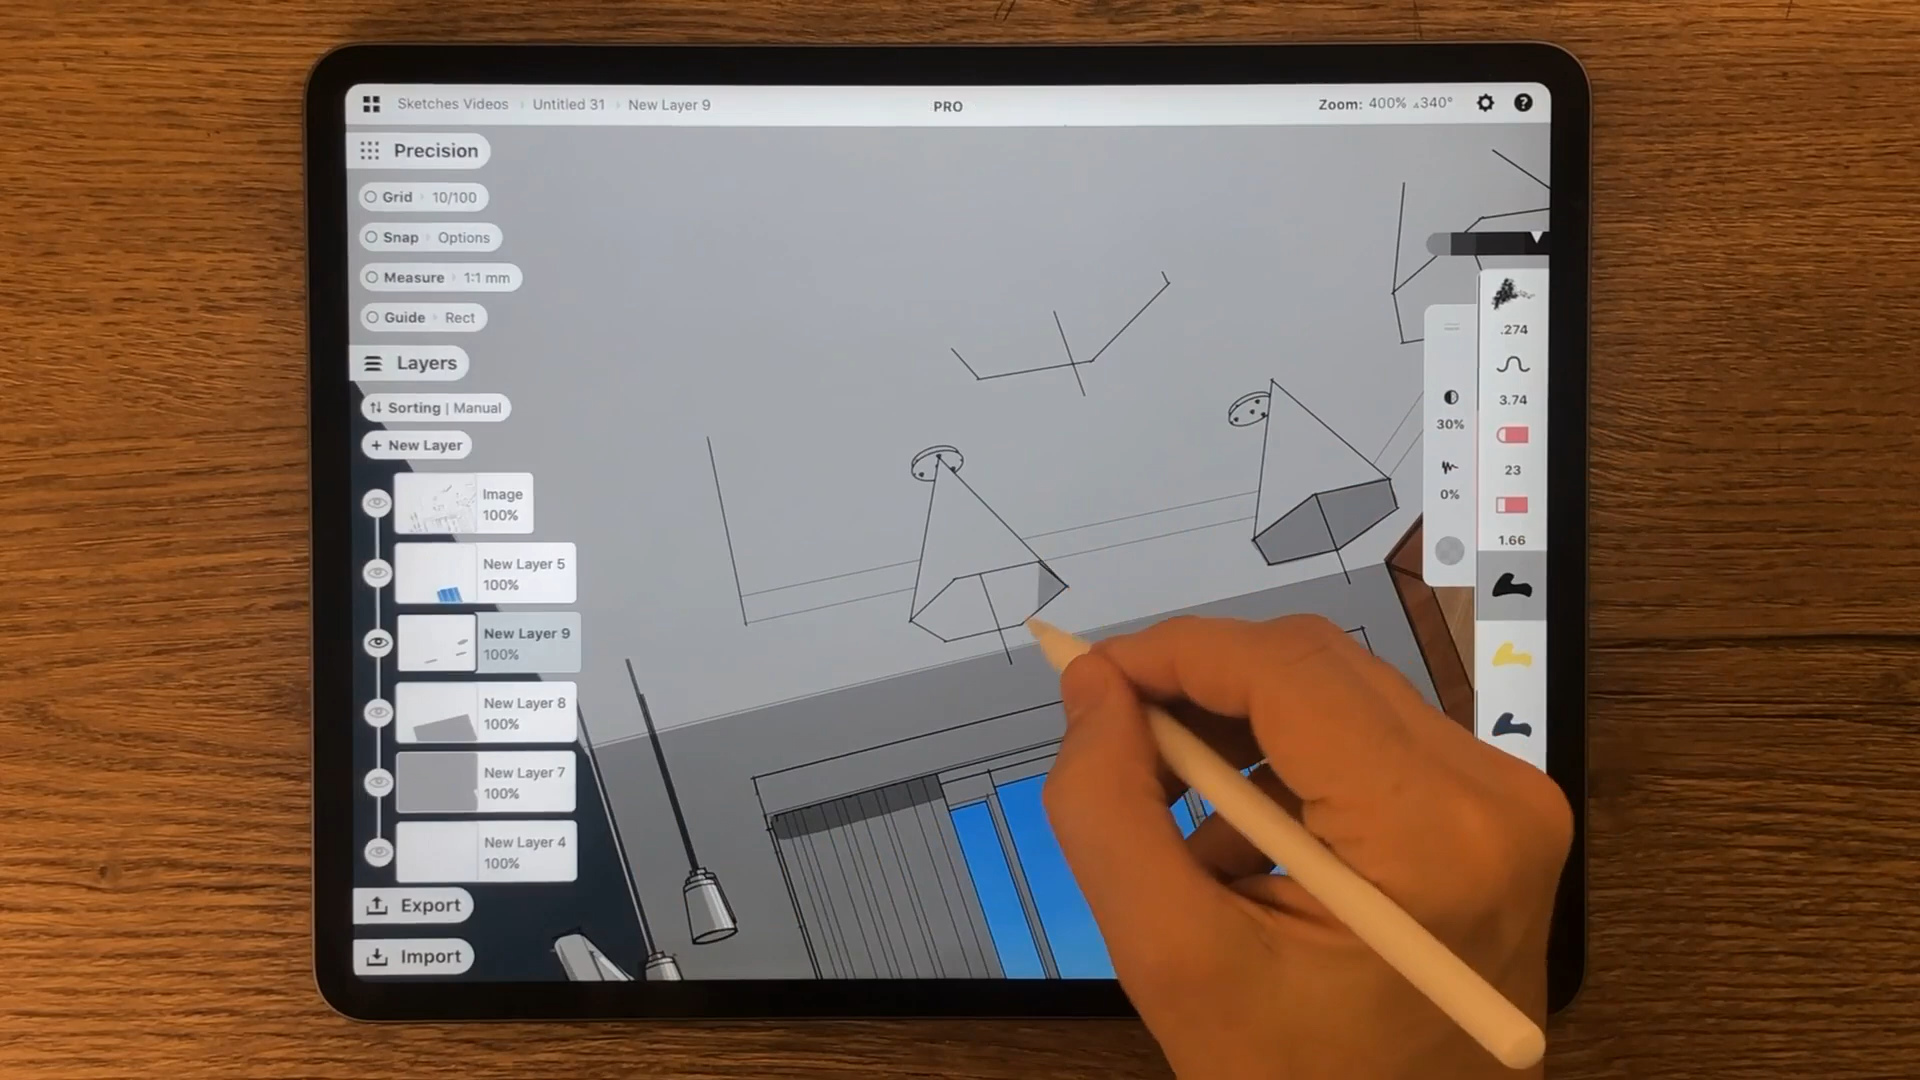 Sketches Videos › Untitled 31 › New Layer 9
PRO
Zoom: 400% ⊿340°
?
Precision
Grid › 10/100
Snap › Options
Measure › 1:1 mm
Guide › Rect
Layers
Sorting | Manual
+ New Layer
Image
100%
New Layer 5
100%
New Layer 9
100%
New Layer 8
100%
New Layer 7
100%
New Layer 4
100%
Export
Import
.274
3.74
30%
23
0%
1.66